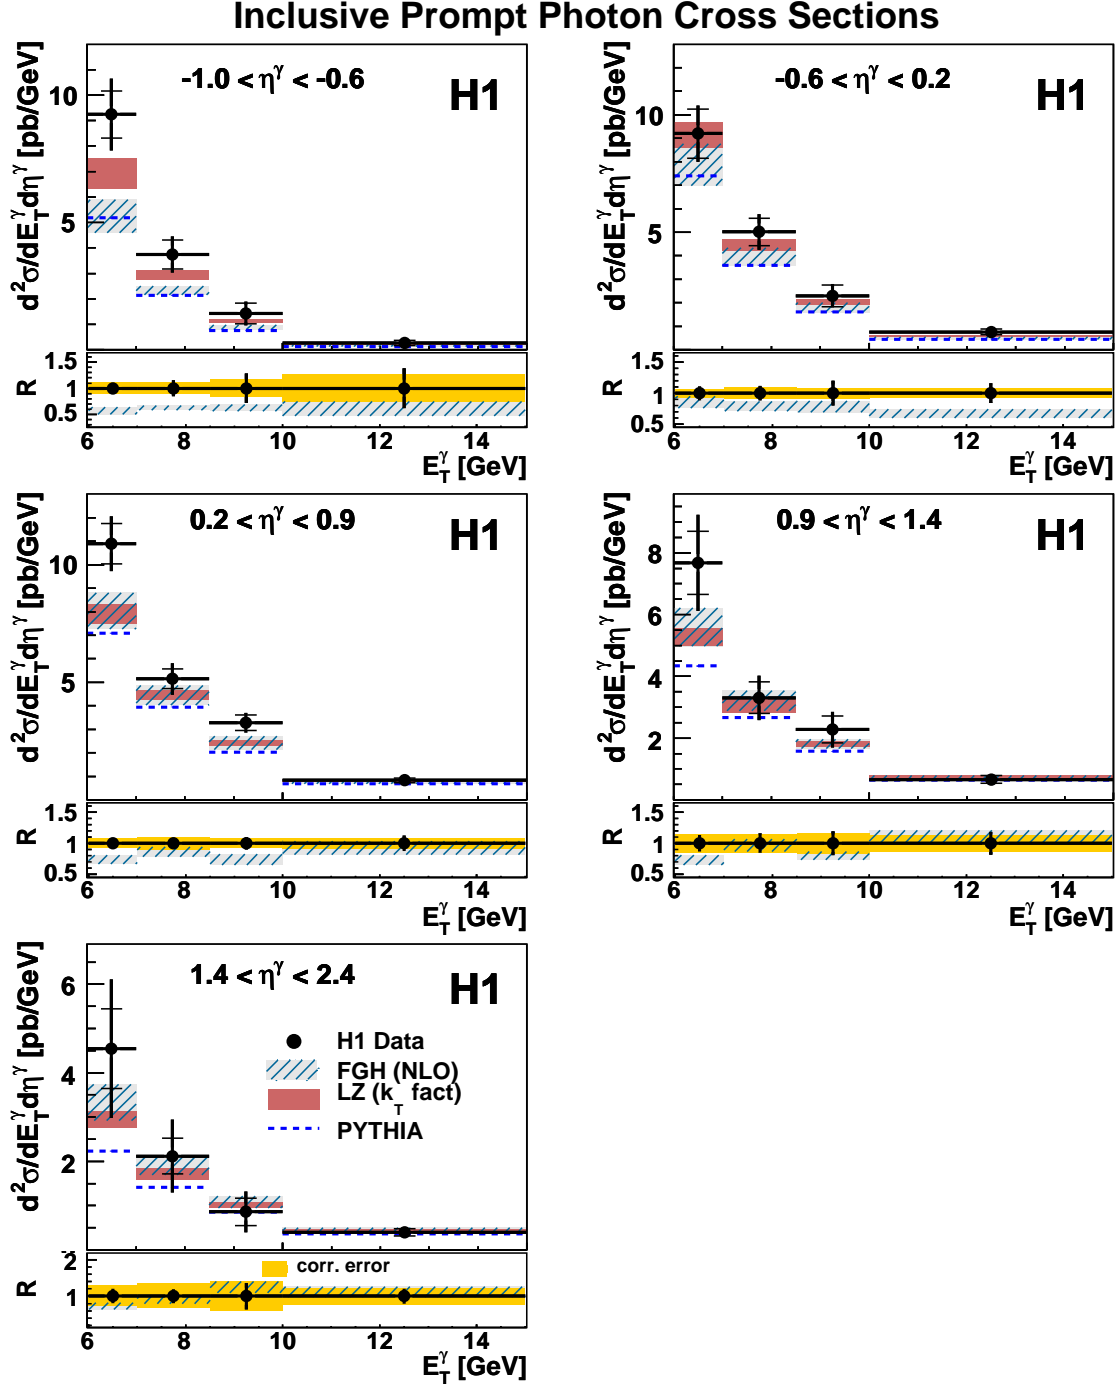 Inclusive Prompt Photon Cross Sections
d²σ/dE_T^γ dη^γ [pb/GeV]
-1.0 < η^γ < -0.6
H1
10
5
R
1.5
1
0.5
6 8 10 12 14
E_T^γ [GeV]
d²σ/dE_T^γ dη^γ [pb/GeV]
-0.6 < η^γ < 0.2
H1
10
5
R
1.5
1
0.5
6 8 10 12 14
E_T^γ [GeV]
d²σ/dE_T^γ dη^γ [pb/GeV]
0.2 < η^γ < 0.9
H1
10
5
R
1.5
1
0.5
6 8 10 12 14
E_T^γ [GeV]
d²σ/dE_T^γ dη^γ [pb/GeV]
0.9 < η^γ < 1.4
H1
8
6
4
2
R
1.5
1
0.5
6 8 10 12 14
E_T^γ [GeV]
d²σ/dE_T^γ dη^γ [pb/GeV]
1.4 < η^γ < 2.4
H1
6
4
2
H1 Data
FGH (NLO)
LZ (k_T fact)
PYTHIA
R
2
1
corr. error
6 8 10 12 14
E_T^γ [GeV]